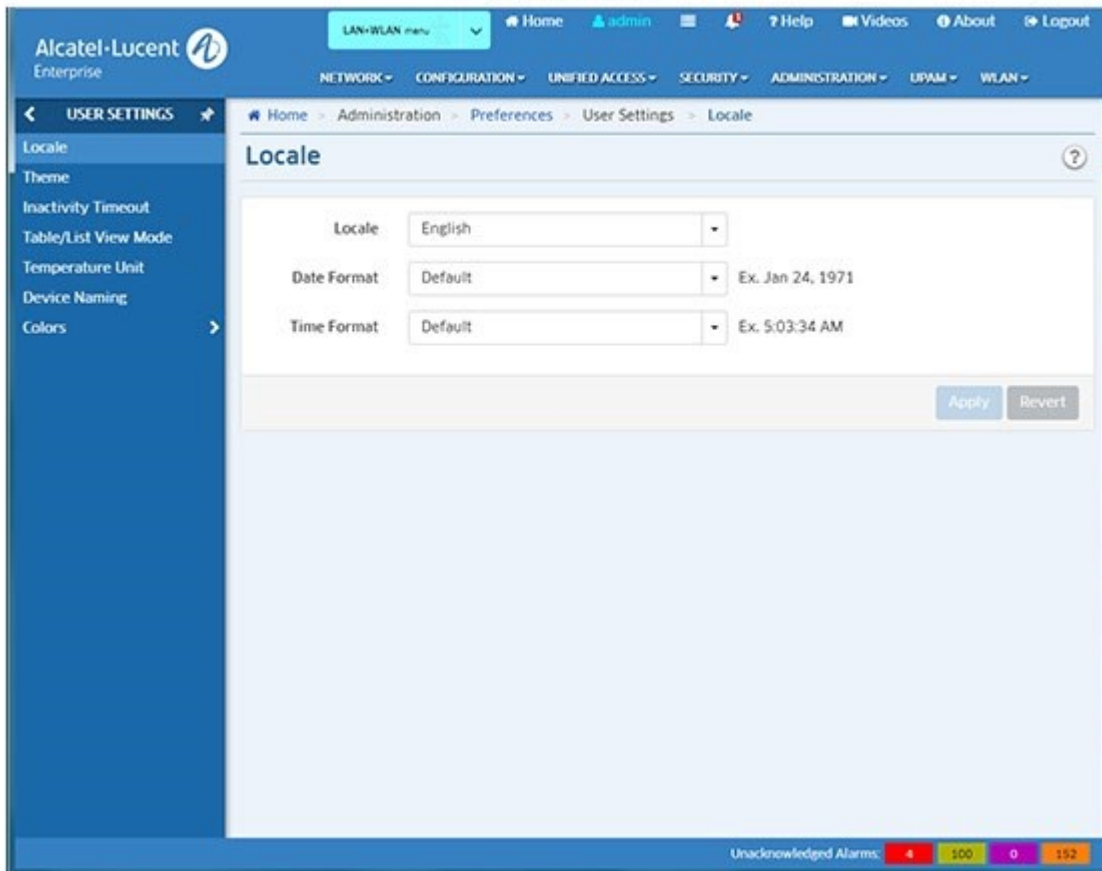 Alcatel·Lucent
Enterprise
LAN+WLAN menu
Home admin 1 ? Help Videos About Logout
NETWORK CONFIGURATION UNIFIED ACCESS SECURITY ADMINISTRATION UPAM WLAN
USER SETTINGS
Locale
Theme
Inactivity Timeout
Table/List View Mode
Temperature Unit
Device Naming
Colors
Home > Administration > Preferences > User Settings > Locale
Locale
?
Locale English
Date Format Default Ex. Jan 24, 1971
Time Format Default Ex. 5:03:34 AM
Apply Revert
Unacknowledged Alarms: 4 100 0 152